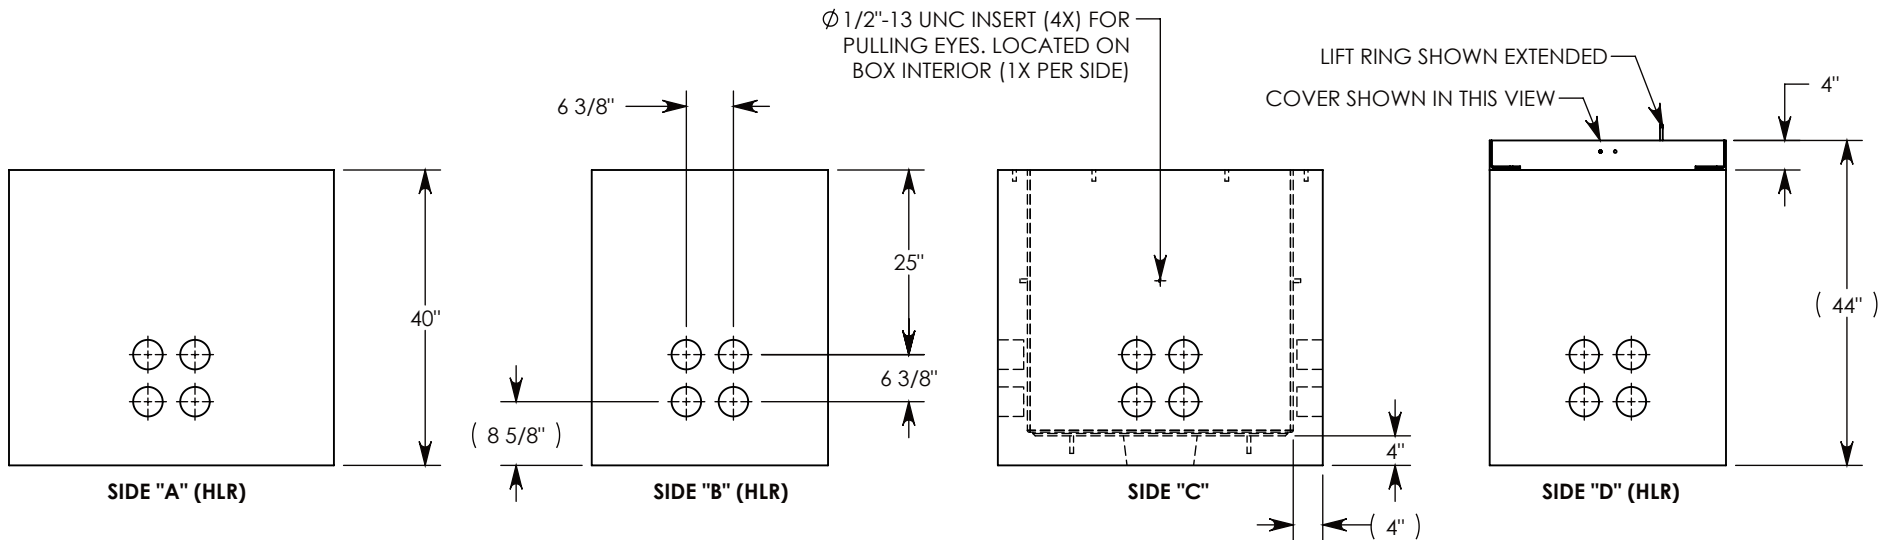 Ø 1/2"-13 UNC INSERT (4X) FOR
PULLING EYES. LOCATED ON
BOX INTERIOR (1X PER SIDE)
LIFT RING SHOWN EXTENDED
COVER SHOWN IN THIS VIEW
4"
6 3/8"
40"
25"
6 3/8"
( 8 5/8" )
4"
( 4" )
( 44" )
SIDE "A" (HLR)
SIDE "B" (HLR)
SIDE "C"
SIDE "D" (HLR)